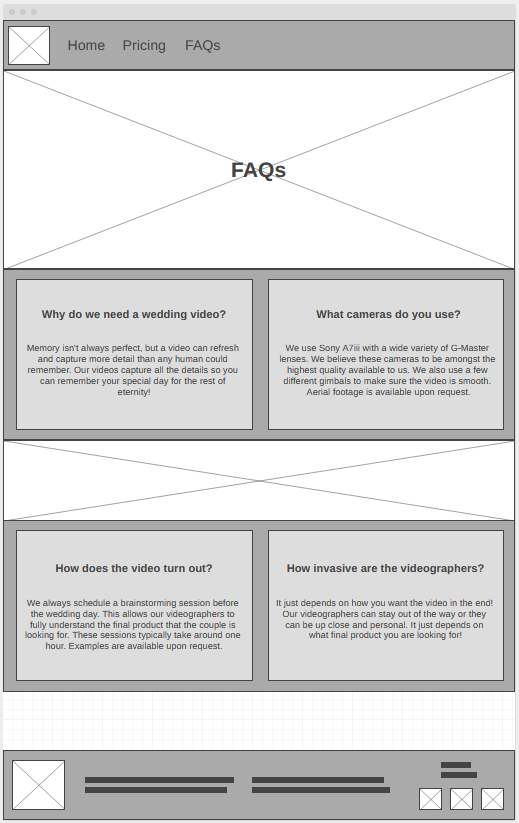 Home Pricing FAQs
FAQs
Why do we need a wedding video?
Memory isn't always perfect, but a video can refresh
and capture more detail than any human could
remember. Our videos capture all the details so you
can remember your special day for the rest of
eternity!
What cameras do you use?
We use Sony A7iii with a wide variety of G-Master
lenses. We believe these cameras to be amongst the
highest quality available to us. We also use a few
different gimbals to make sure the video is smooth.
Aerial footage is available upon request.
How does the video turn out?
We always schedule a brainstorming session before
the wedding day. This allows our videographers to
fully understand the final product that the couple is
looking for. These sessions typically take around one
hour. Examples are available upon request.
How invasive are the videographers?
It just depends on how you want the video in the end!
Our videographers can stay out of the way or they
can be up close and personal. It just depends on
what final product you are looking for!